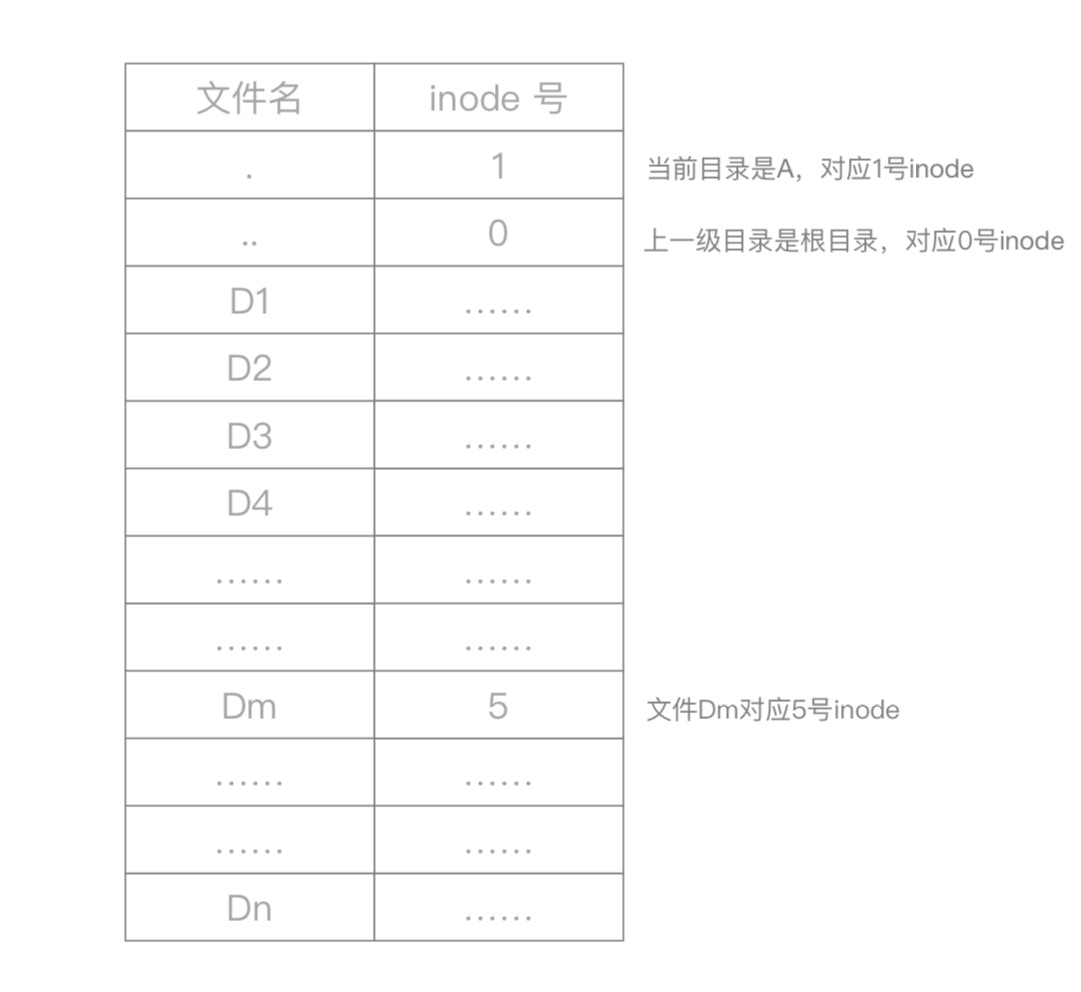 文件名 inode 号
. 1 当前目录是A，对应1号inode
.. 0 上一级目录是根目录，对应0号inode
D1 ......
D2 ......
D3 ......
D4 ......
...... ......
...... ......
Dm 5 文件Dm对应5号inode
...... ......
...... ......
Dn ......